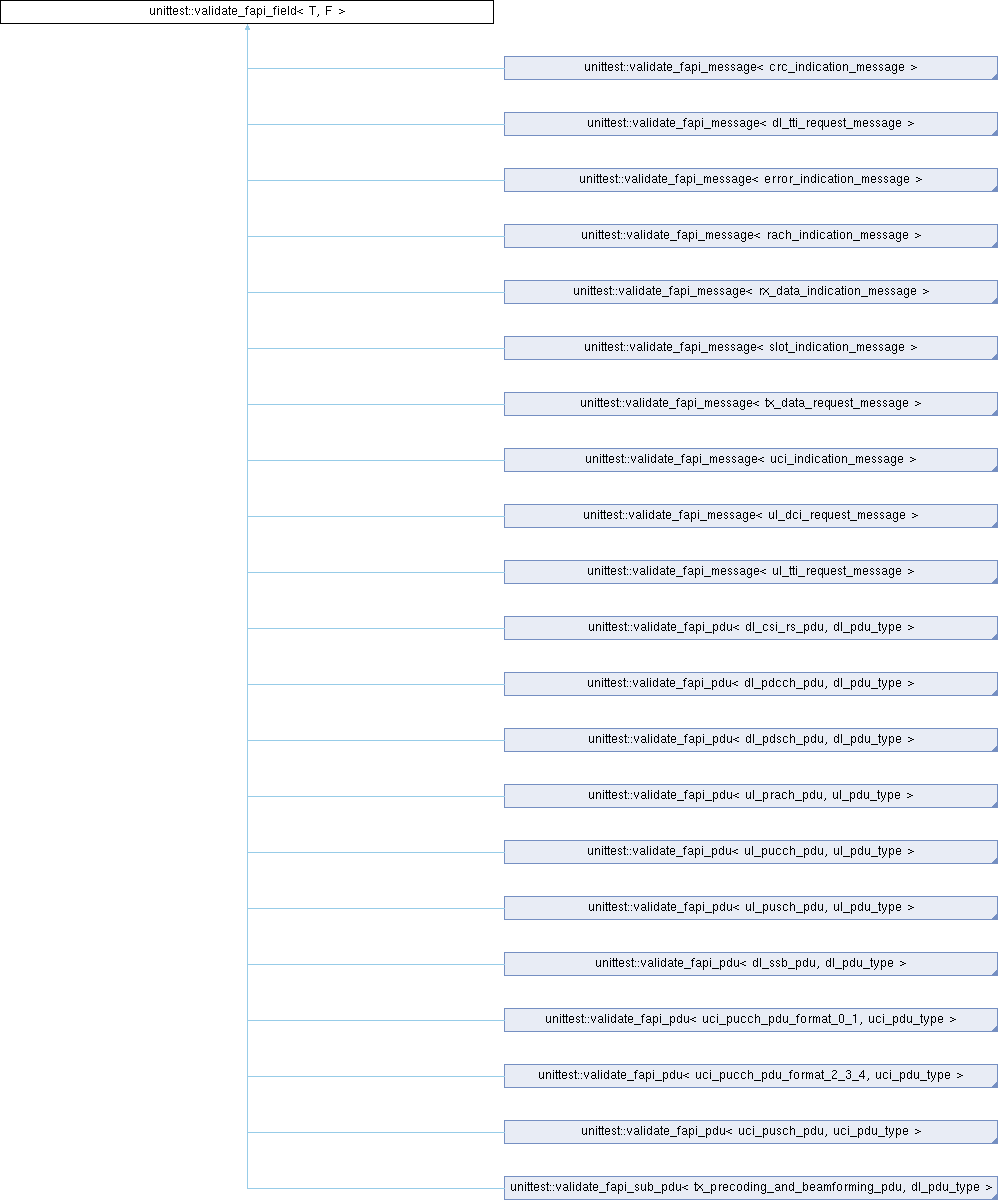 unittest::validate_fapi_field< T, F >
unittest::validate_fapi_message< crc_indication_message >
unittest::validate_fapi_message< dl_tti_request_message >
unittest::validate_fapi_message< error_indication_message >
unittest::validate_fapi_message< rach_indication_message >
unittest::validate_fapi_message< rx_data_indication_message >
unittest::validate_fapi_message< slot_indication_message >
unittest::validate_fapi_message< tx_data_request_message >
unittest::validate_fapi_message< uci_indication_message >
unittest::validate_fapi_message< ul_dci_request_message >
unittest::validate_fapi_message< ul_tti_request_message >
unittest::validate_fapi_pdu< dl_csi_rs_pdu, dl_pdu_type >
unittest::validate_fapi_pdu< dl_pdcch_pdu, dl_pdu_type >
unittest::validate_fapi_pdu< dl_pdsch_pdu, dl_pdu_type >
unittest::validate_fapi_pdu< ul_prach_pdu, ul_pdu_type >
unittest::validate_fapi_pdu< ul_pucch_pdu, ul_pdu_type >
unittest::validate_fapi_pdu< ul_pusch_pdu, ul_pdu_type >
unittest::validate_fapi_pdu< dl_ssb_pdu, dl_pdu_type >
unittest::validate_fapi_pdu< uci_pucch_pdu_format_0_1, uci_pdu_type >
unittest::validate_fapi_pdu< uci_pucch_pdu_format_2_3_4, uci_pdu_type >
unittest::validate_fapi_pdu< uci_pusch_pdu, uci_pdu_type >
unittest::validate_fapi_sub_pdu< tx_precoding_and_beamforming_pdu, dl_pdu_type >